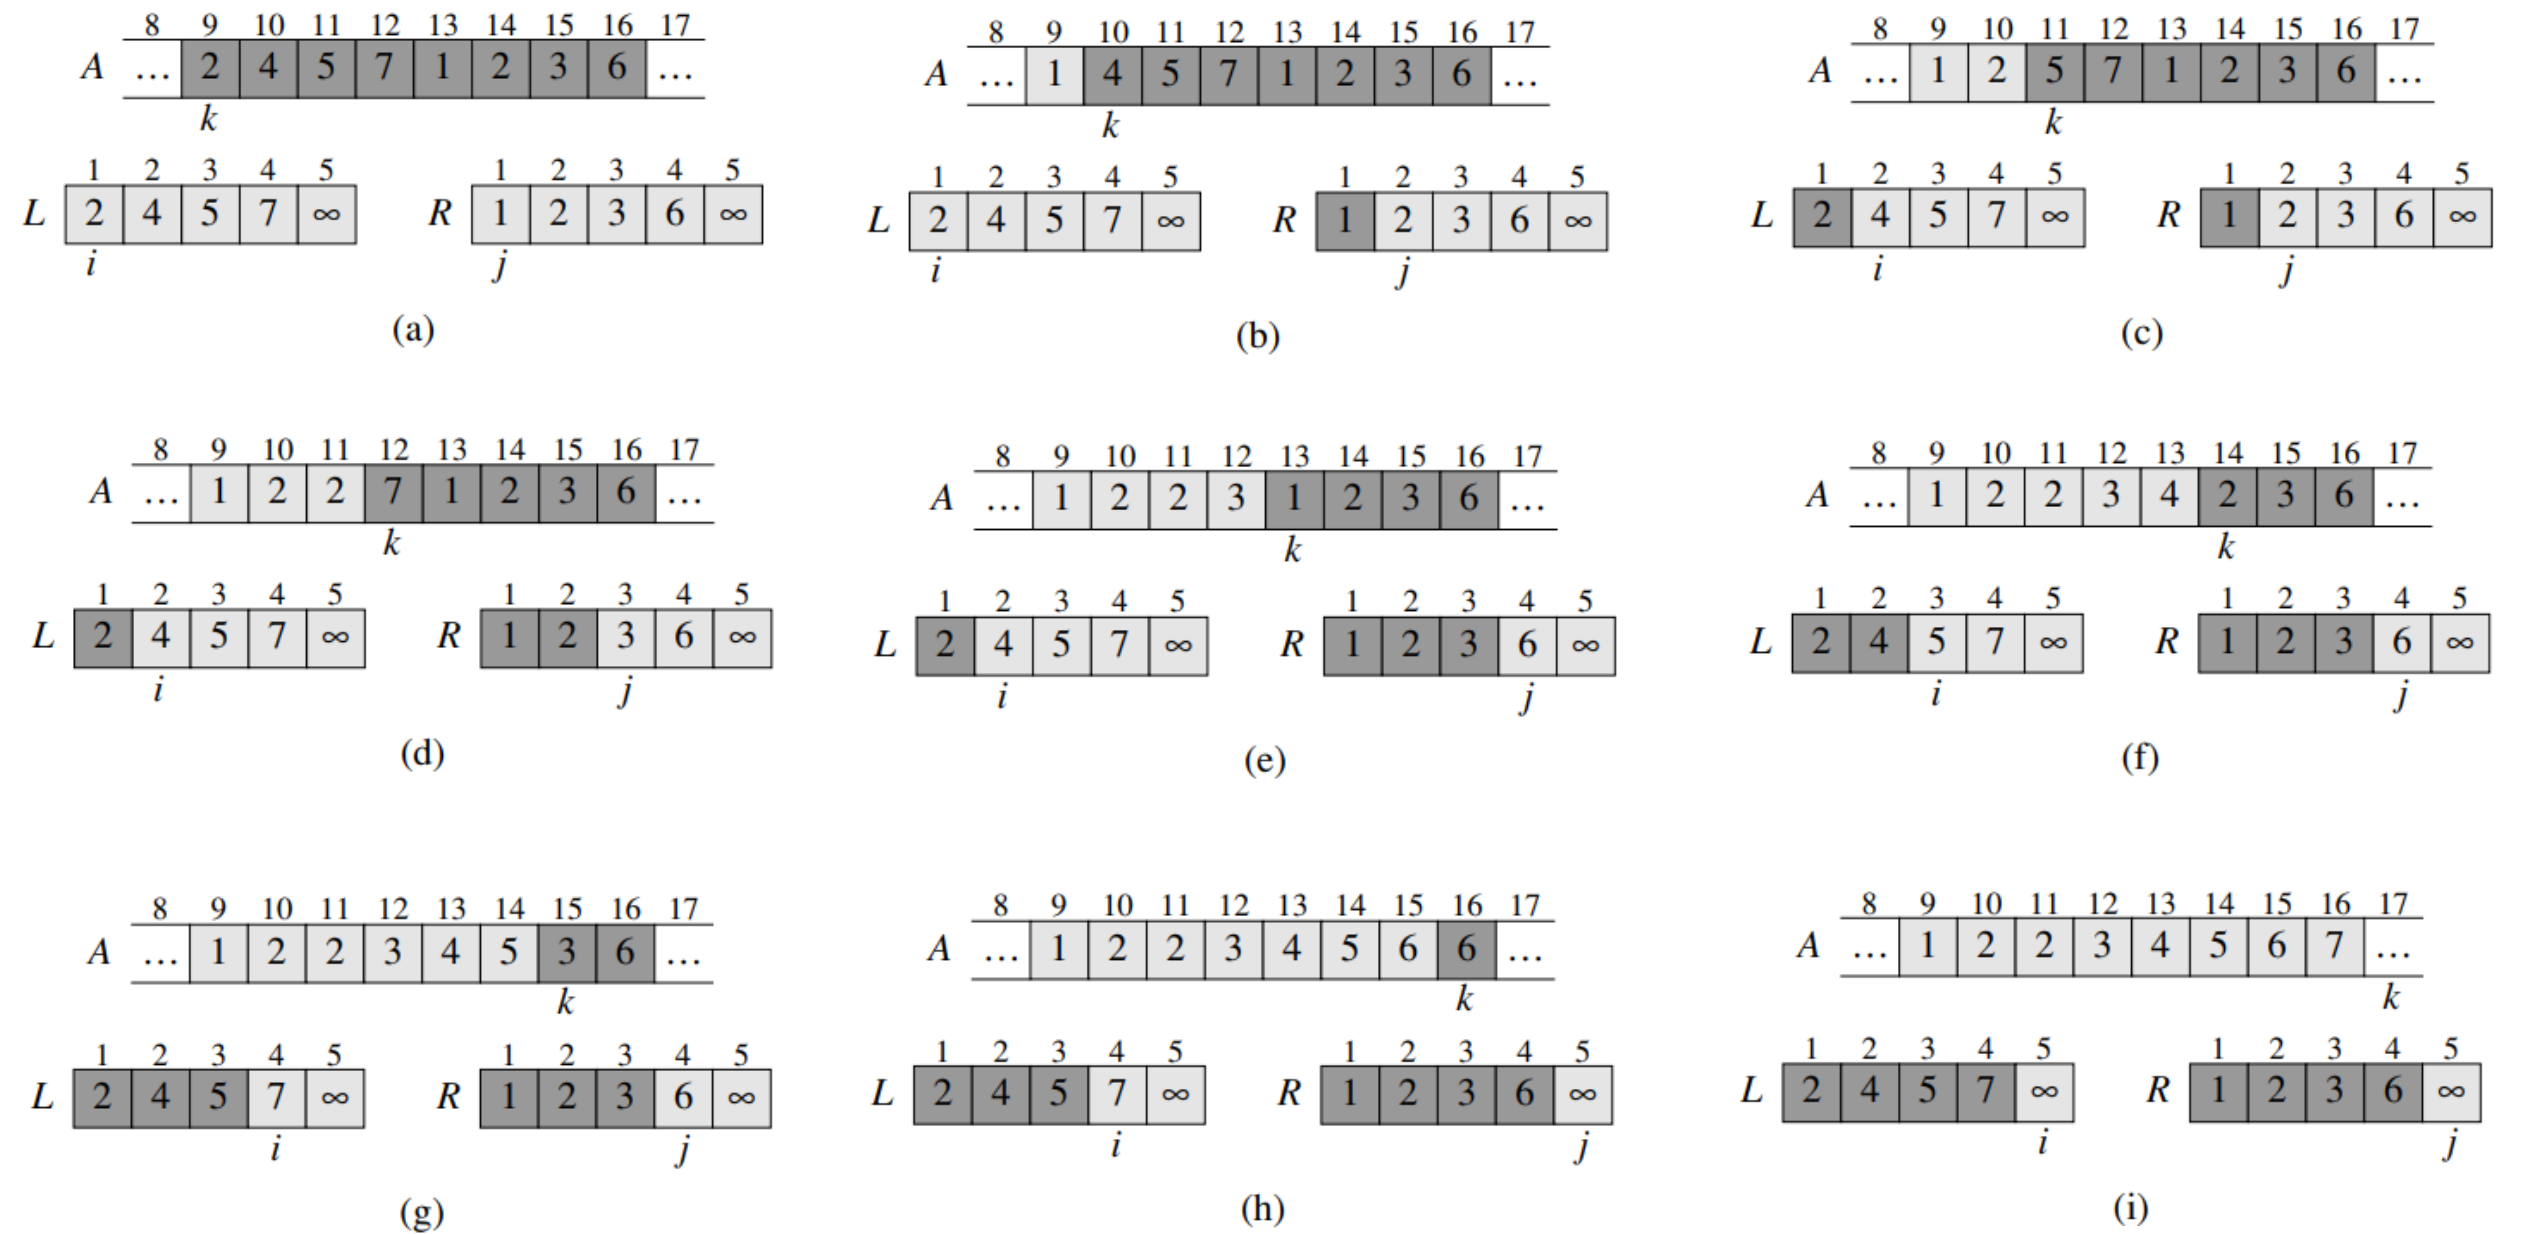 8 9 10 11 12 13 14 15 16 17
A … 2 4 5 7 1 2 3 6 …
k
1 2 3 4 5 1 2 3 4 5
L 2 4 5 7 ∞ R 1 2 3 6 ∞
i j
(a)
8 9 10 11 12 13 14 15 16 17
A … 1 4 5 7 1 2 3 6 …
k
1 2 3 4 5 1 2 3 4 5
L 2 4 5 7 ∞ R 1 2 3 6 ∞
i j
(b)
8 9 10 11 12 13 14 15 16 17
A … 1 2 5 7 1 2 3 6 …
k
1 2 3 4 5 1 2 3 4 5
L 2 4 5 7 ∞ R 1 2 3 6 ∞
i j
(c)
8 9 10 11 12 13 14 15 16 17
A … 1 2 2 7 1 2 3 6 …
k
1 2 3 4 5 1 2 3 4 5
L 2 4 5 7 ∞ R 1 2 3 6 ∞
i j
(d)
8 9 10 11 12 13 14 15 16 17
A … 1 2 2 3 1 2 3 6 …
k
1 2 3 4 5 1 2 3 4 5
L 2 4 5 7 ∞ R 1 2 3 6 ∞
i j
(e)
8 9 10 11 12 13 14 15 16 17
A … 1 2 2 3 4 2 3 6 …
k
1 2 3 4 5 1 2 3 4 5
L 2 4 5 7 ∞ R 1 2 3 6 ∞
i j
(f)
8 9 10 11 12 13 14 15 16 17
A … 1 2 2 3 4 5 3 6 …
k
1 2 3 4 5 1 2 3 4 5
L 2 4 5 7 ∞ R 1 2 3 6 ∞
i j
(g)
8 9 10 11 12 13 14 15 16 17
A … 1 2 2 3 4 5 6 6 …
k
1 2 3 4 5 1 2 3 4 5
L 2 4 5 7 ∞ R 1 2 3 6 ∞
i j
(h)
8 9 10 11 12 13 14 15 16 17
A … 1 2 2 3 4 5 6 7 …
k
1 2 3 4 5 1 2 3 4 5
L 2 4 5 7 ∞ R 1 2 3 6 ∞
i j
(i)